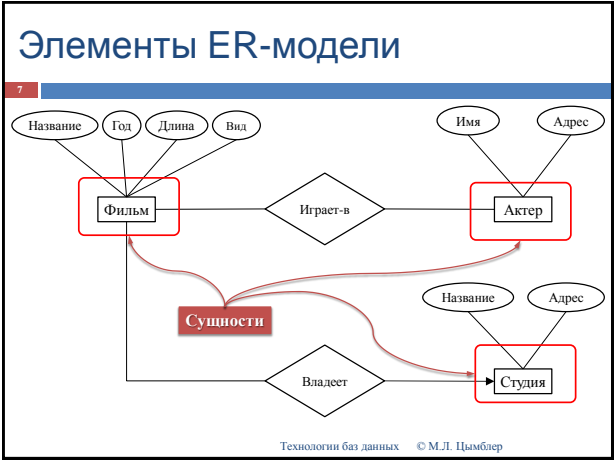 Элементы ER-модели
7
Название Год Длина Вид
Имя Адрес
Фильм Играет-в Актер
Сущности
Название Адрес
Владеет Студия
Технологии баз данных © М.Л. Цымблер